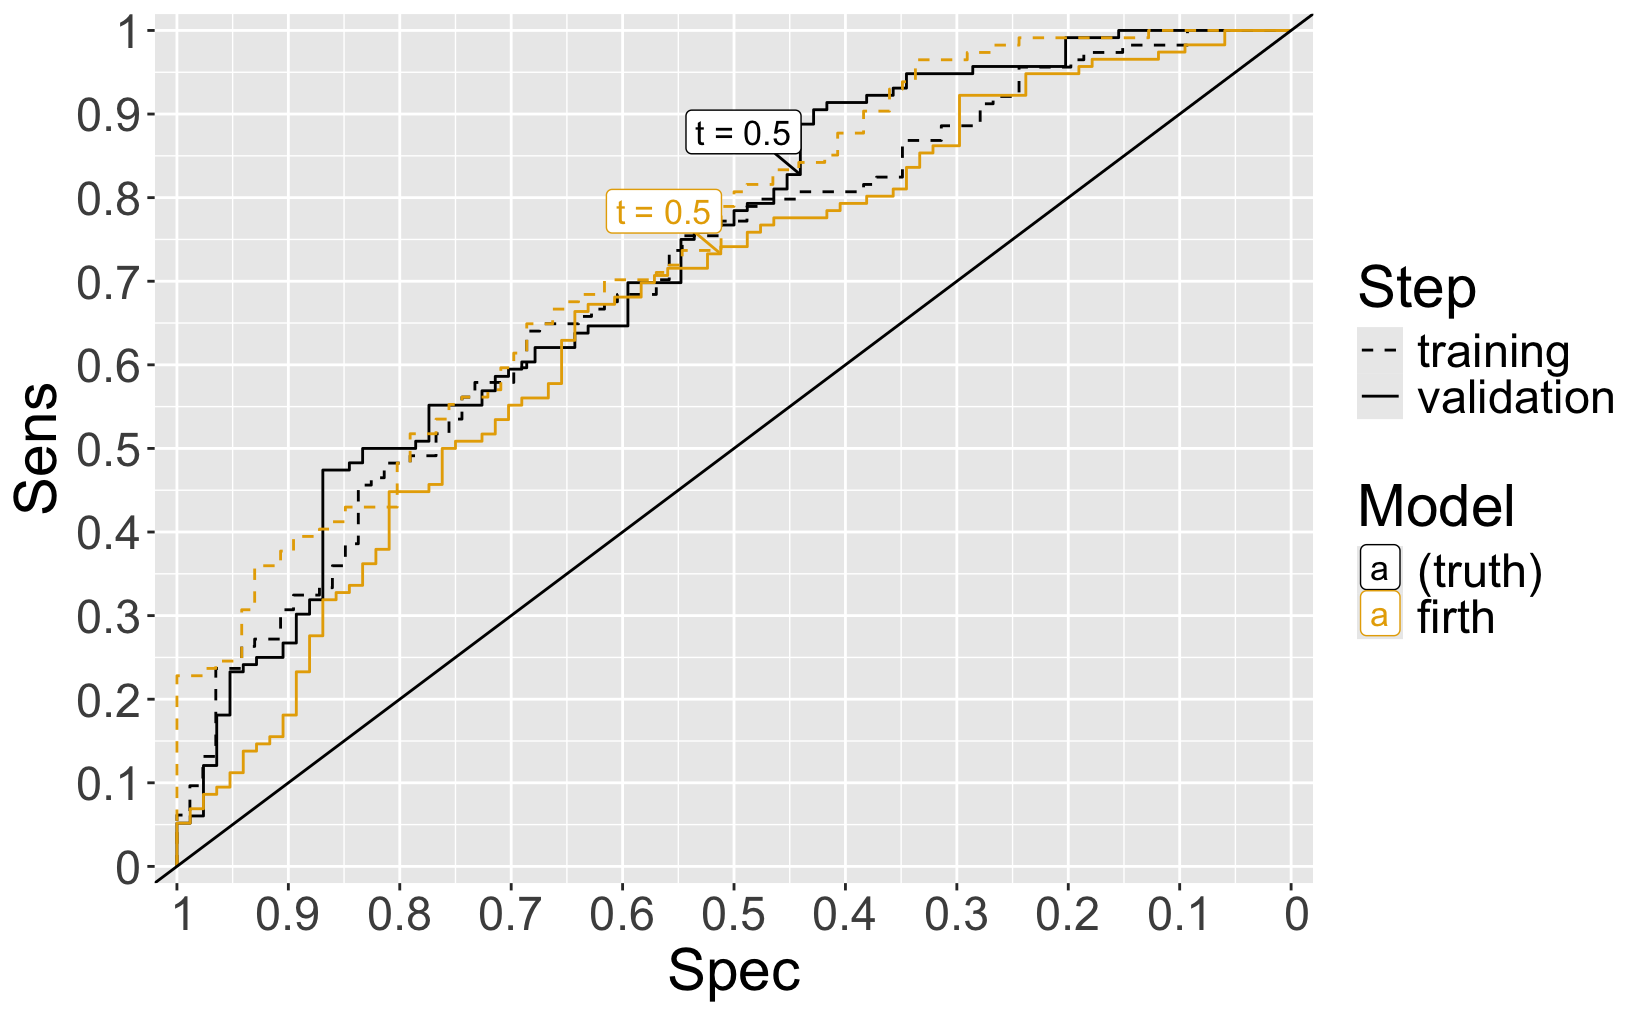 Sens
1
0.9
0.8
0.7
0.6
0.5
0.4
0.3
0.2
0.1
0
t = 0.5
t = 0.5
1 0.9 0.8 0.7 0.6 0.5 0.4 0.3 0.2 0.1 0
Spec
Step
training
validation
Model
a (truth)
a firth